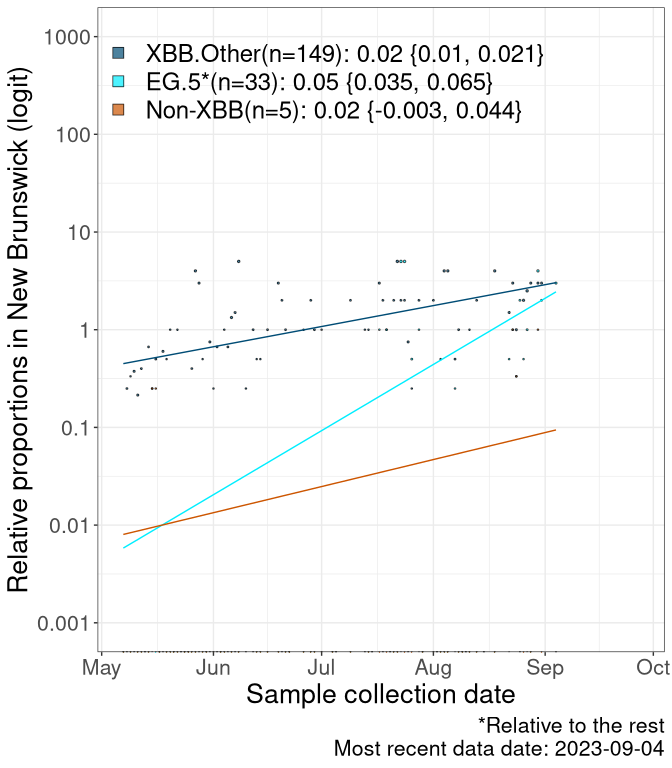 1000
100
10
1
0.1
0.01
0.001
Relative proportions in New Brunswick (logit)
XBB.Other(n=149): 0.02 {0.01, 0.021}
EG.5*(n=33): 0.05 {0.035, 0.065}
Non-XBB(n=5): 0.02 {-0.003, 0.044}
May Jun Jul Aug Sep Oct
Sample collection date
*Relative to the rest
Most recent data date: 2023-09-04